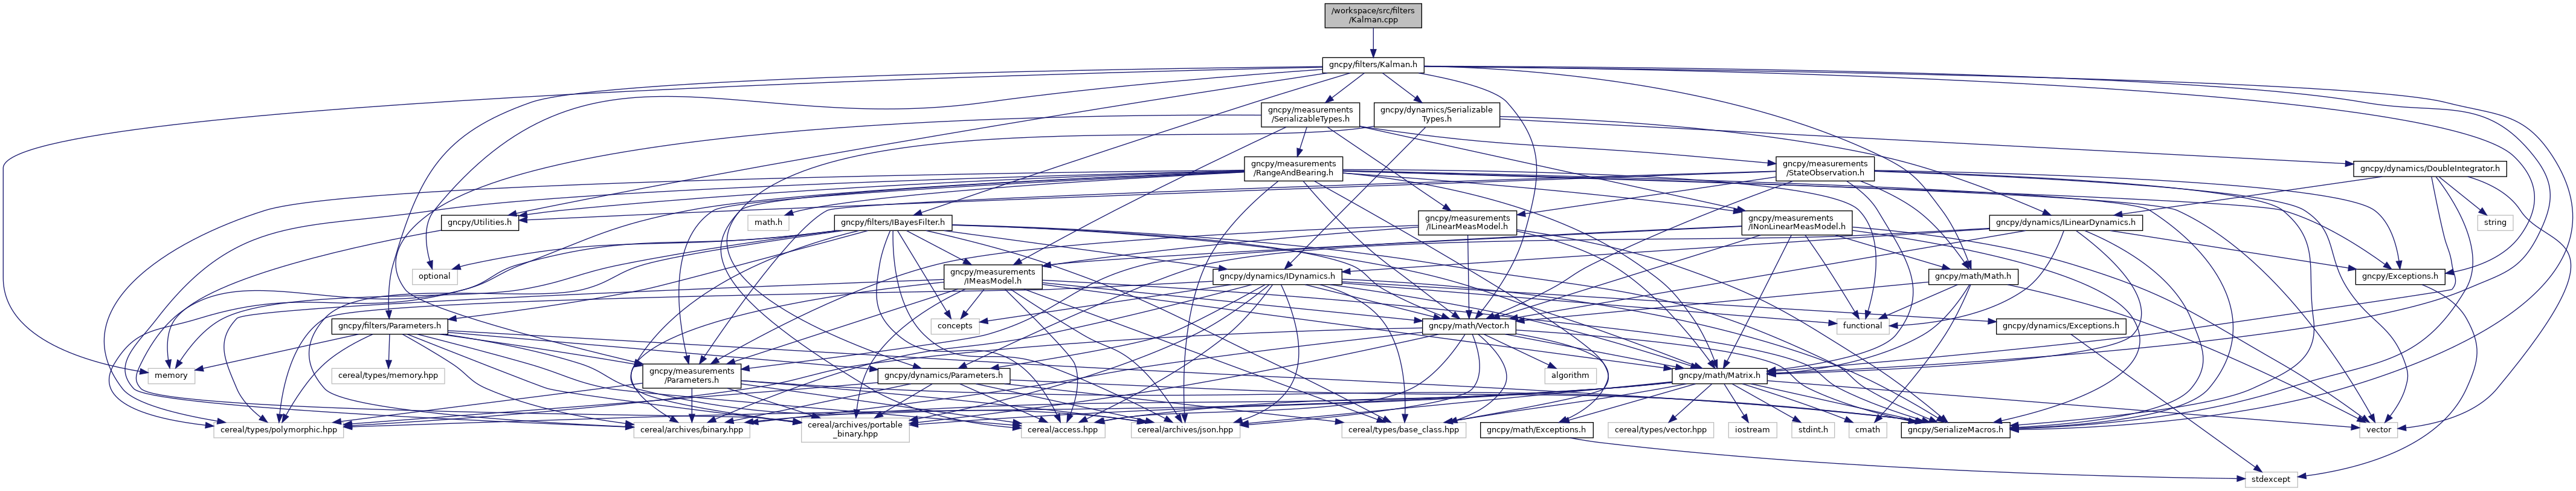 /workspace/src/filters
/Kalman.cpp
gncpy/filters/Kalman.h
gncpy/measurements
/SerializableTypes.h
gncpy/dynamics/Serializable
Types.h
gncpy/measurements
/RangeAndBearing.h
gncpy/measurements
/StateObservation.h
gncpy/dynamics/DoubleIntegrator.h
gncpy/Utilities.h
math.h
gncpy/filters/IBayesFilter.h
gncpy/measurements
/ILinearMeasModel.h
gncpy/measurements
/INonLinearMeasModel.h
gncpy/dynamics/ILinearDynamics.h
string
optional
gncpy/measurements
/IMeasModel.h
gncpy/dynamics/IDynamics.h
gncpy/math/Math.h
gncpy/Exceptions.h
gncpy/filters/Parameters.h
concepts
gncpy/math/Vector.h
functional
gncpy/dynamics/Exceptions.h
memory
cereal/types/memory.hpp
gncpy/measurements
/Parameters.h
gncpy/dynamics/Parameters.h
algorithm
gncpy/math/Matrix.h
cereal/types/polymorphic.hpp
cereal/archives/binary.hpp
cereal/archives/portable
_binary.hpp
cereal/access.hpp
cereal/archives/json.hpp
cereal/types/base_class.hpp
gncpy/math/Exceptions.h
cereal/types/vector.hpp
iostream
stdint.h
cmath
gncpy/SerializeMacros.h
vector
stdexcept